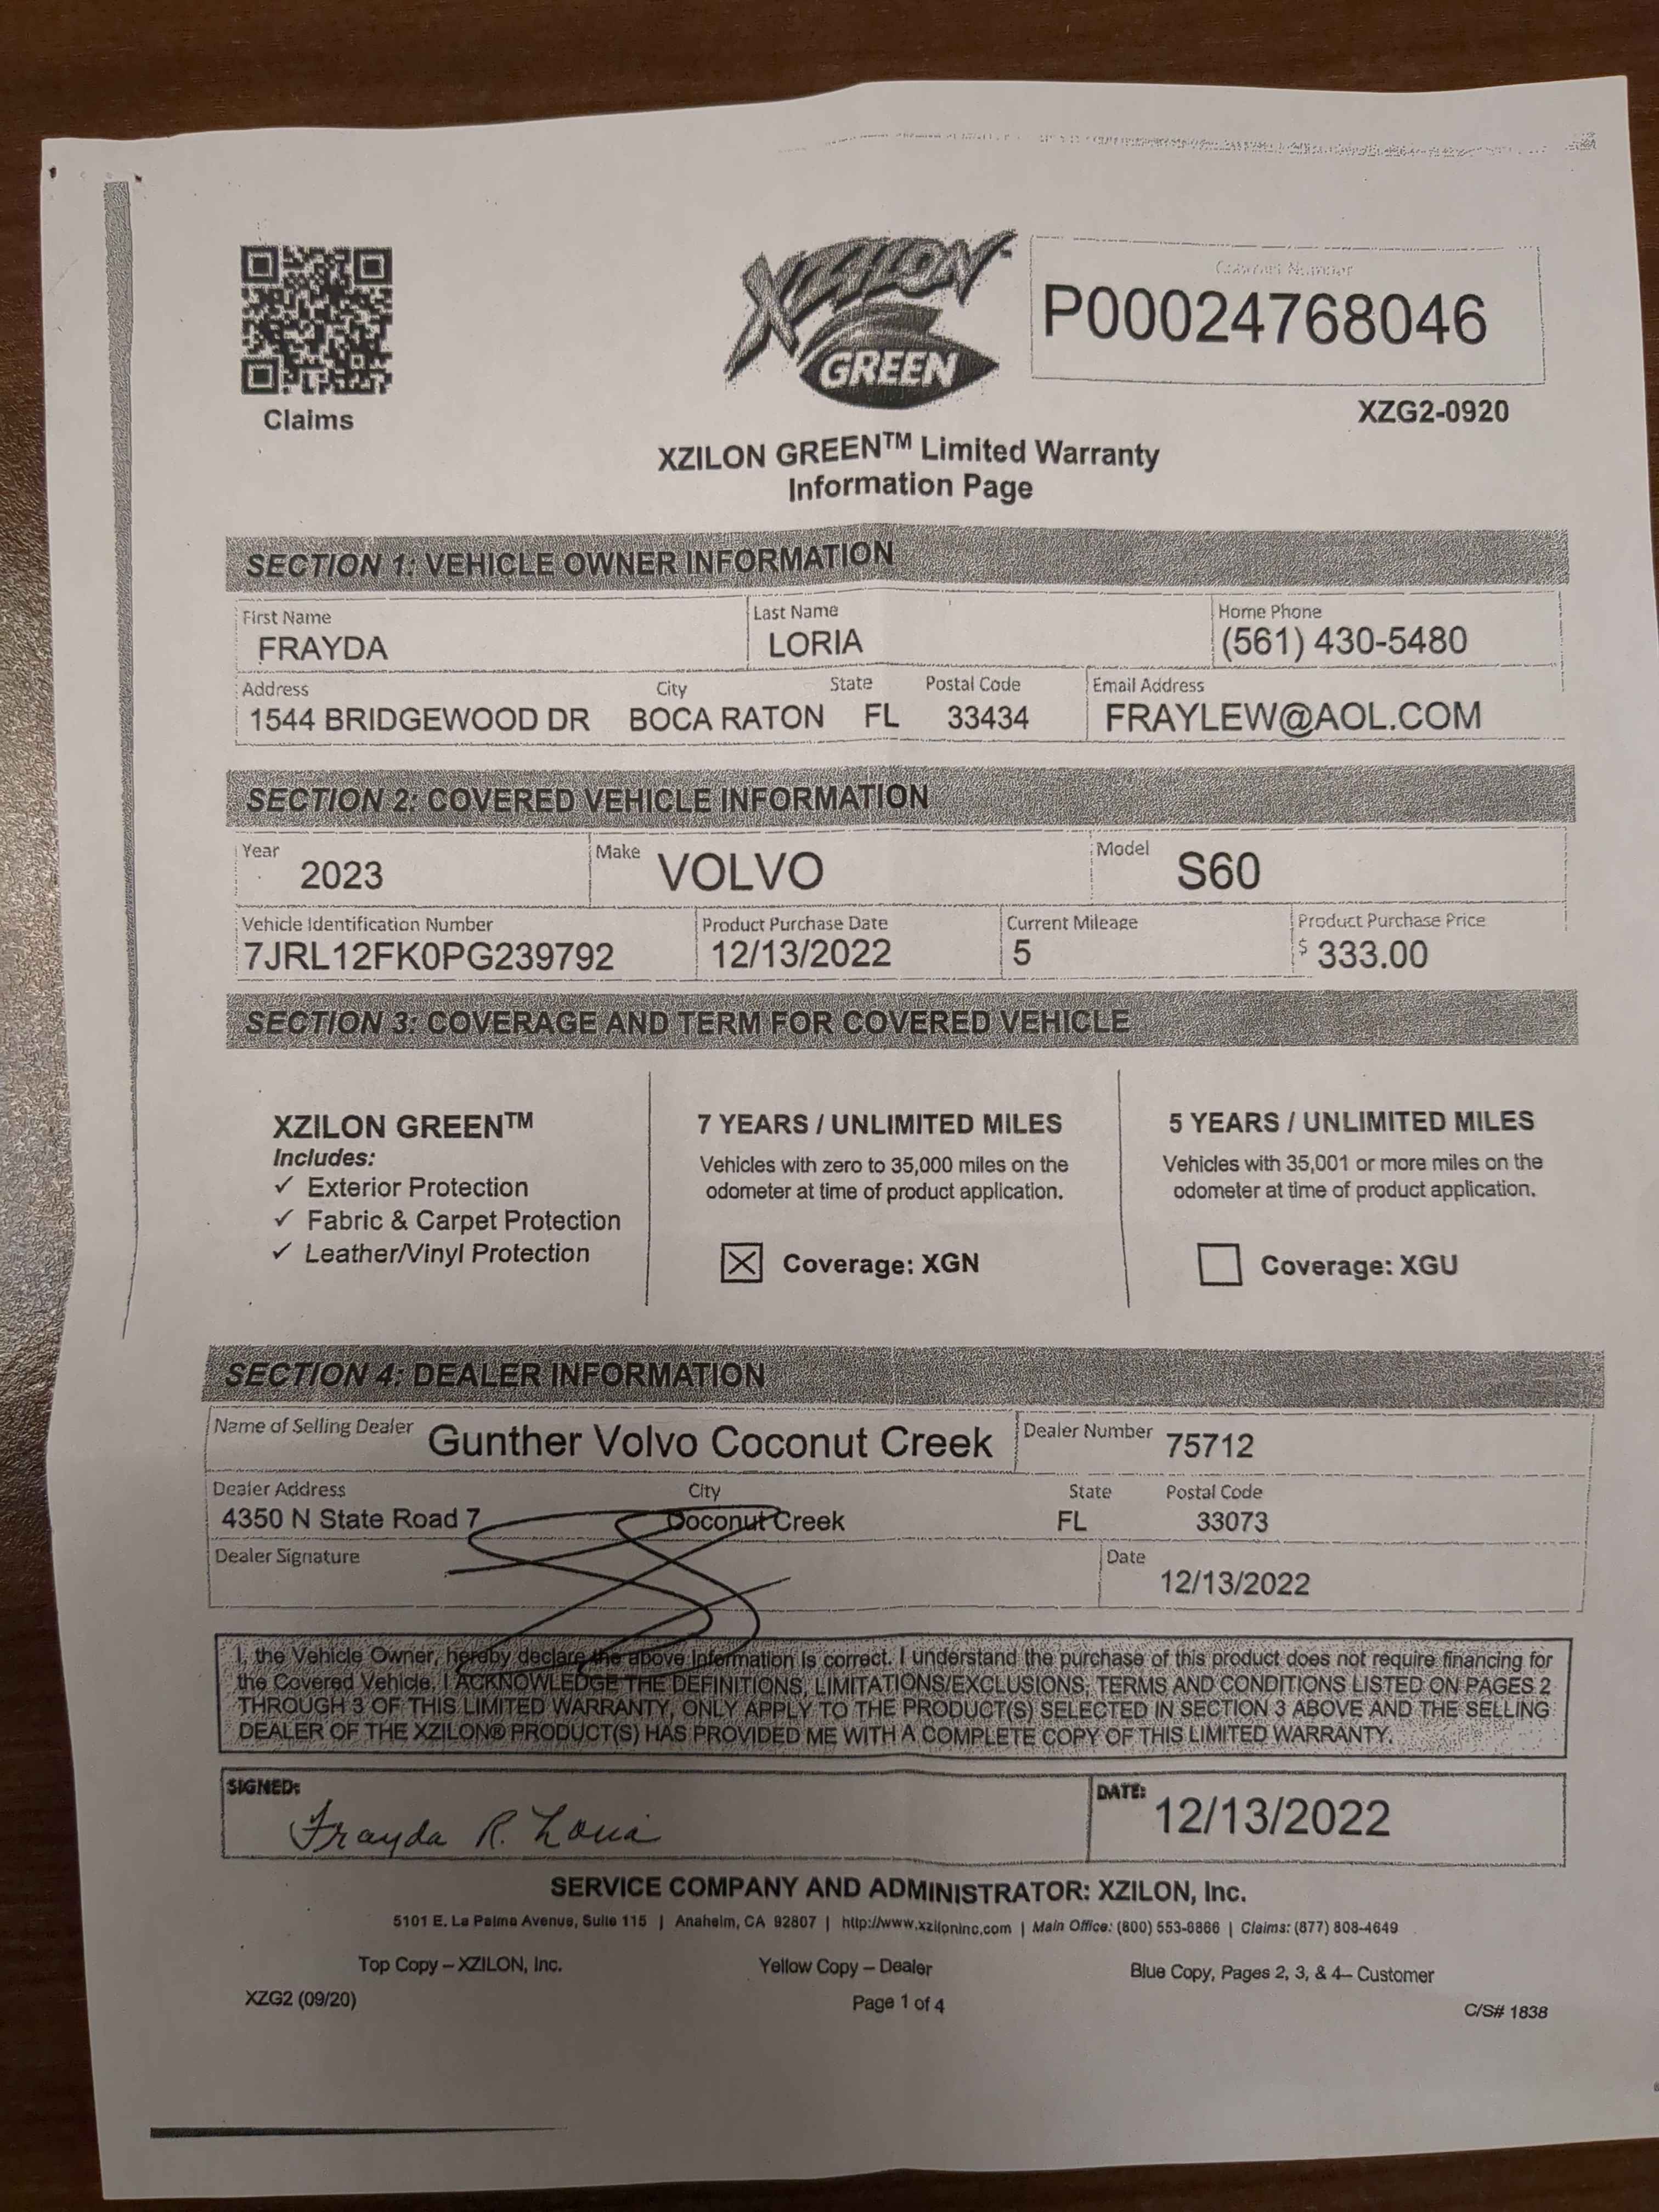 XZILON
GREEN
Contract Number
P00024768046
Claims
XZG2-0920
XZILON GREEN™ Limited Warranty
Information Page
SECTION 1: VEHICLE OWNER INFORMATION
First Name Last Name Home Phone
FRAYDA LORIA (561) 430-5480
Address City State Postal Code Email Address
1544 BRIDGEWOOD DR BOCA RATON FL 33434 FRAYLEW@AOL.COM
SECTION 2: COVERED VEHICLE INFORMATION
Year 2023 Make VOLVO Model S60
Vehicle Identification Number Product Purchase Date Current Mileage Product Purchase Price
7JRL12FK0PG239792 12/13/2022 5 $ 333.00
SECTION 3: COVERAGE AND TERM FOR COVERED VEHICLE
XZILON GREEN™
Includes:
✓ Exterior Protection
✓ Fabric & Carpet Protection
✓ Leather/Vinyl Protection
7 YEARS / UNLIMITED MILES
Vehicles with zero to 35,000 miles on the
odometer at time of product application.
☒ Coverage: XGN
5 YEARS / UNLIMITED MILES
Vehicles with 35,001 or more miles on the
odometer at time of product application.
☐ Coverage: XGU
SECTION 4: DEALER INFORMATION
Name of Selling Dealer Gunther Volvo Coconut Creek Dealer Number 75712
Dealer Address City State Postal Code
4350 N State Road 7 Coconut Creek FL 33073
Dealer Signature Date
12/13/2022
I, the Vehicle Owner, hereby declare the above information is correct. I understand the purchase of this product does not require financing for
the Covered Vehicle. I ACKNOWLEDGE THE DEFINITIONS, LIMITATIONS/EXCLUSIONS, TERMS AND CONDITIONS LISTED ON PAGES 2
THROUGH 3 OF THIS LIMITED WARRANTY, ONLY APPLY TO THE PRODUCT(S) SELECTED IN SECTION 3 ABOVE AND THE SELLING
DEALER OF THE XZILON® PRODUCT(S) HAS PROVIDED ME WITH A COMPLETE COPY OF THIS LIMITED WARRANTY.
SIGNED: DATE:
Frayda R. Loria 12/13/2022
SERVICE COMPANY AND ADMINISTRATOR: XZILON, Inc.
5101 E. La Palma Avenue, Suite 115 | Anaheim, CA 92807 | http://www.xziloninc.com | Main Office: (800) 553-6866 | Claims: (877) 808-4649
Top Copy – XZILON, Inc. Yellow Copy – Dealer Blue Copy, Pages 2, 3, & 4– Customer
XZG2 (09/20) Page 1 of 4 C/S# 1838